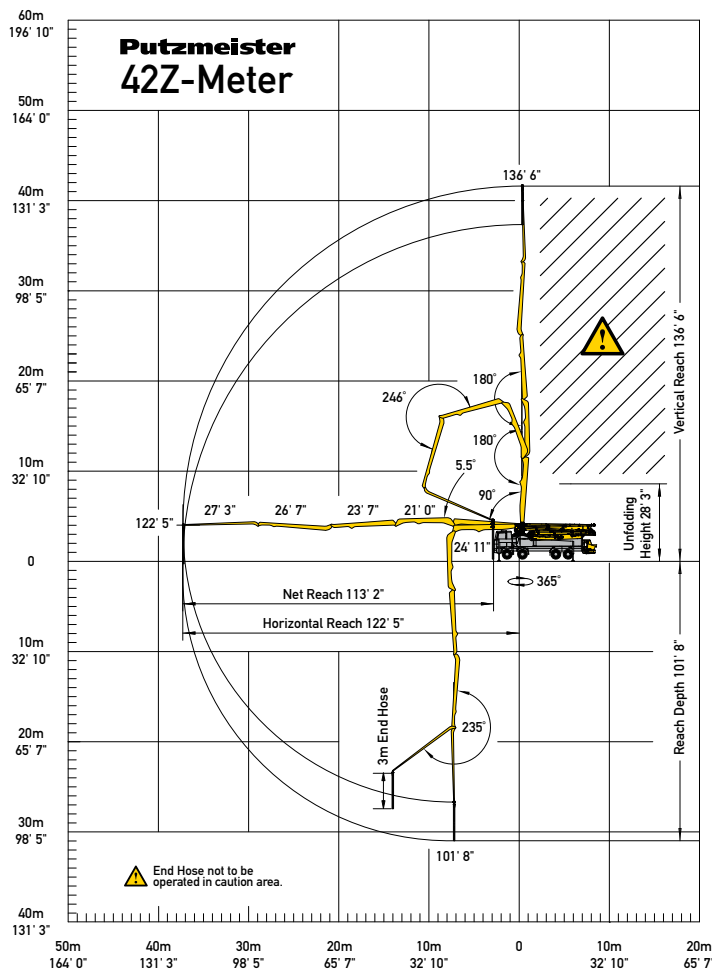 Putzmeister
42Z-Meter
60m
196' 10"
50m
164' 0"
40m
131' 3"
30m
98' 5"
20m
65' 7"
10m
32' 10"
0
10m
32' 10"
20m
65' 7"
30m
98' 5"
40m
131' 3"
136' 6"
Vertical Reach 136' 6"
180˚
246˚
180˚
5.5˚
90˚
Unfolding
Height 28' 3"
122' 5"
27' 3"
26' 7"
23' 7"
21' 0"
24' 11"
365˚
Net Reach 113' 2"
Horizontal Reach 122' 5"
Reach Depth 101' 8"
3m End Hose
235˚
101' 8"
End Hose not to be
operated in caution area.
50m
164' 0"
40m
131' 3"
30m
98' 5"
20m
65' 7"
10m
32' 10"
0
10m
32' 10"
20m
65' 7"